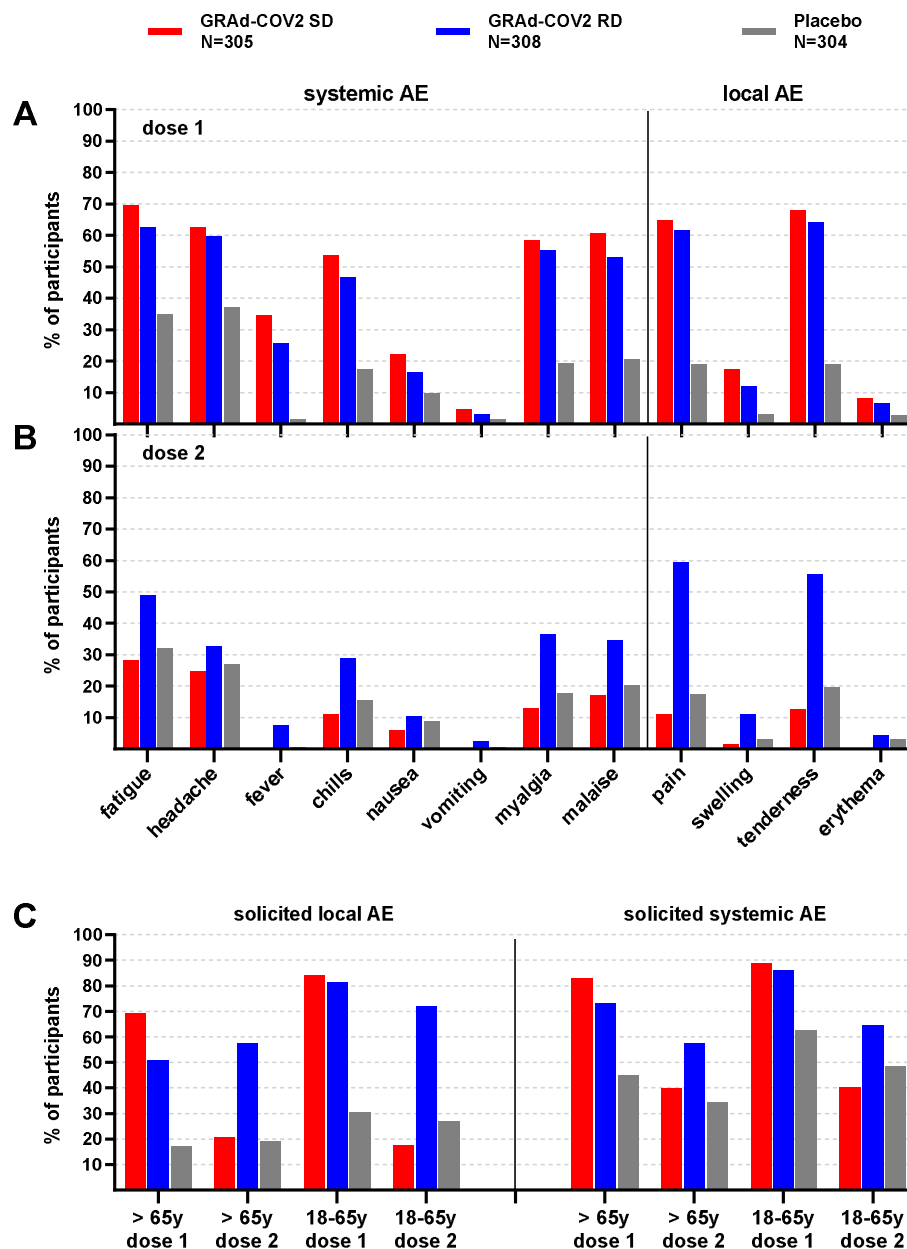 GRAd-COV2 SD
N=305
GRAd-COV2 RD
N=308
Placebo
N=304
systemic AE
local AE
A
dose 1
% of participants
100
90
80
70
60
50
40
30
20
10
B
dose 2
% of participants
100
90
80
70
60
50
40
30
20
10
fatigue
headache
fever
chills
nausea
vomiting
myalgia
malaise
pain
swelling
tenderness
erythema
C
solicited local AE
solicited systemic AE
% of participants
100
90
80
70
60
50
40
30
20
10
> 65y
dose 1
> 65y
dose 2
18-65y
dose 1
18-65y
dose 2
> 65y
dose 1
> 65y
dose 2
18-65y
dose 1
18-65y
dose 2